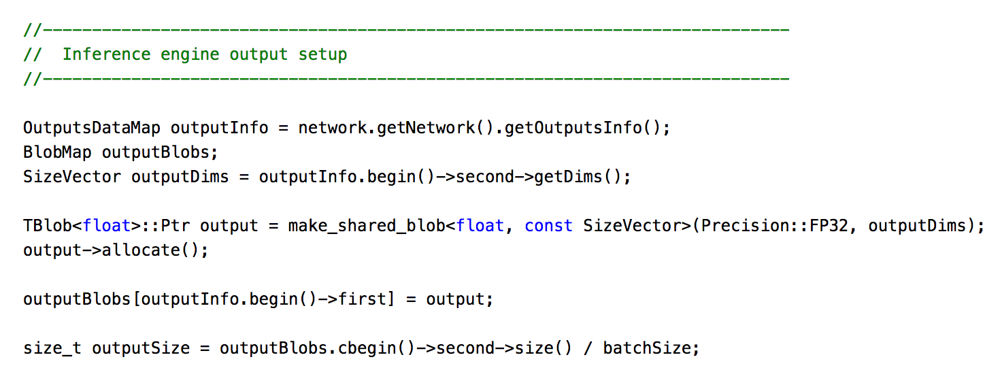 //----------------------------------------------------------------------------
//  Inference engine output setup
//----------------------------------------------------------------------------
OutputsDataMap outputInfo = network.getNetwork().getOutputsInfo();
BlobMap outputBlobs;
SizeVector outputDims = outputInfo.begin()->second->getDims();
TBlob<float>::Ptr output = make_shared_blob<float, const SizeVector>(Precision::FP32, outputDims);
output->allocate();
outputBlobs[outputInfo.begin()->first] = output;
size_t outputSize = outputBlobs.cbegin()->second->size() / batchSize;